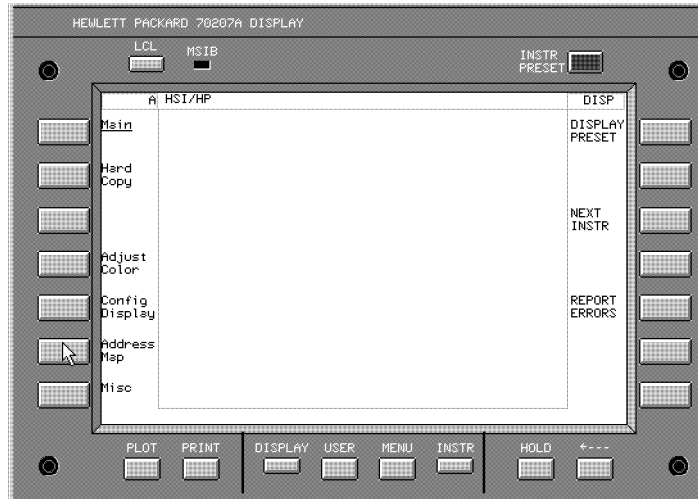 HEWLETT PACKARD 70207A DISPLAY
LCL
MSIB
INSTR
PRESET
A HSI/HP
DISP
Main
DISPLAY
PRESET
Hard
Copy
NEXT
INSTR
Adjust
Color
Config
Display
REPORT
ERRORS
Address
Map
Misc
PLOT PRINT DISPLAY USER MENU INSTR HOLD ←---